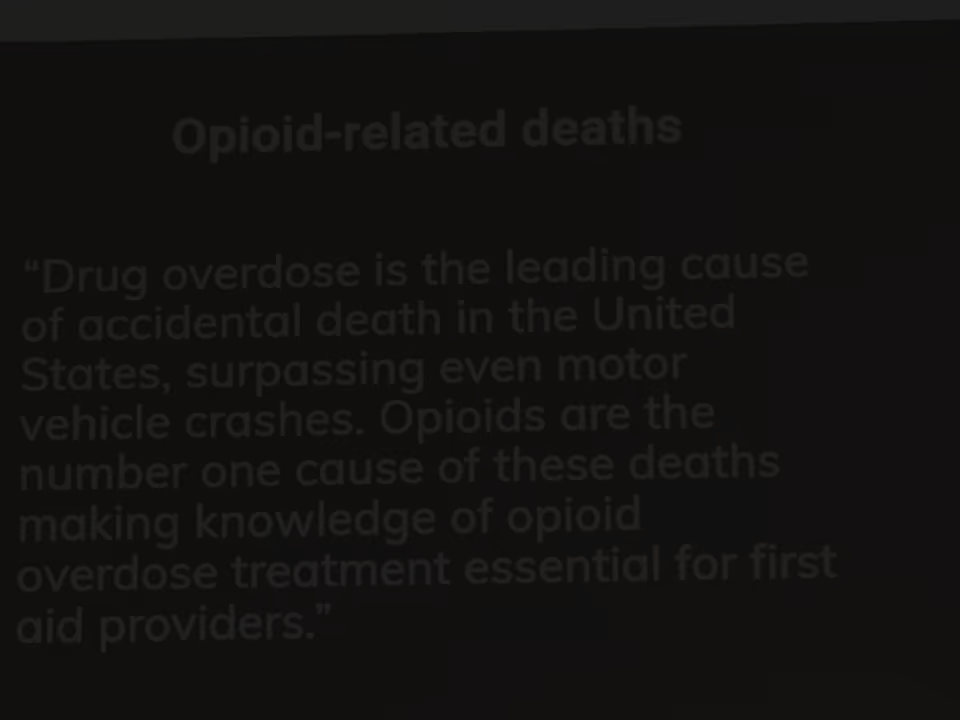 Opioid-related deaths
“Drug overdose is the leading cause
of accidental death in the United
States, surpassing even motor
vehicle crashes. Opioids are the
number one cause of these deaths
making knowledge of opioid
overdose treatment essential for first
aid providers.”